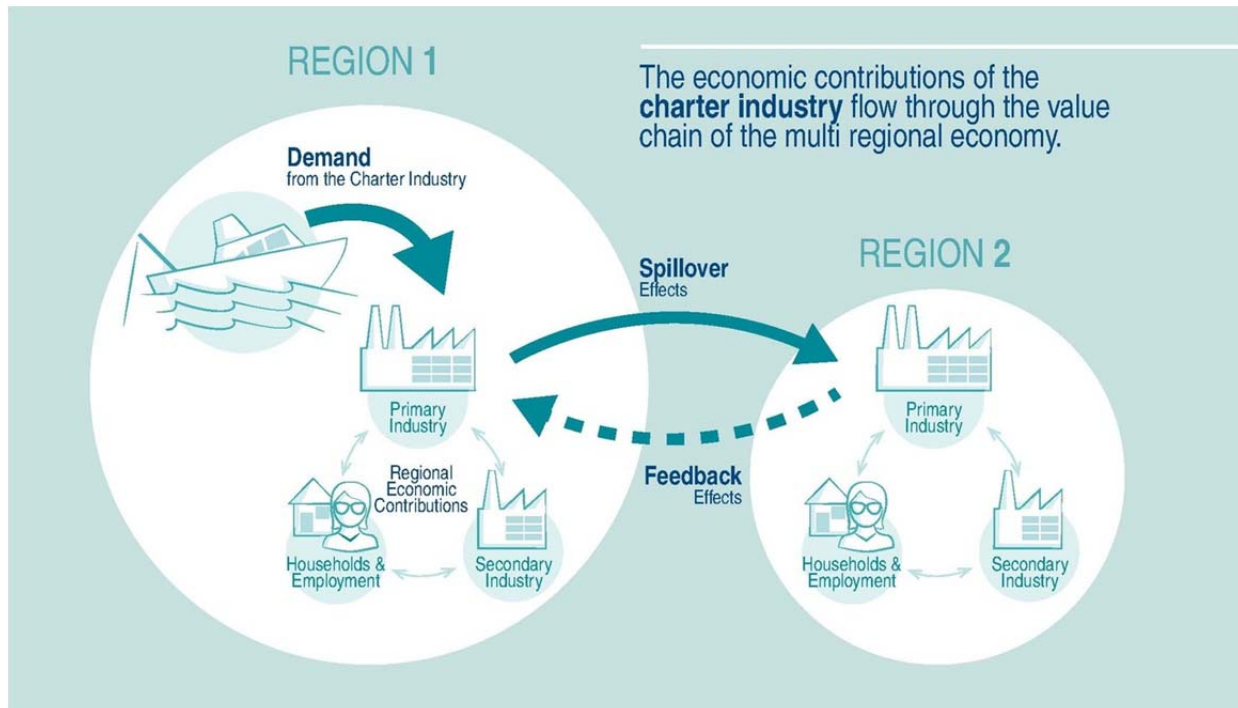 REGION 1
The economic contributions of the
charter industry flow through the value
chain of the multi regional economy.
Demand
from the Charter Industry
Spillover
Effects
REGION 2
Primary
Industry
Regional
Economic
Contributions
Households &
Employment
Secondary
Industry
Feedback
Effects
Primary
Industry
Households &
Employment
Secondary
Industry